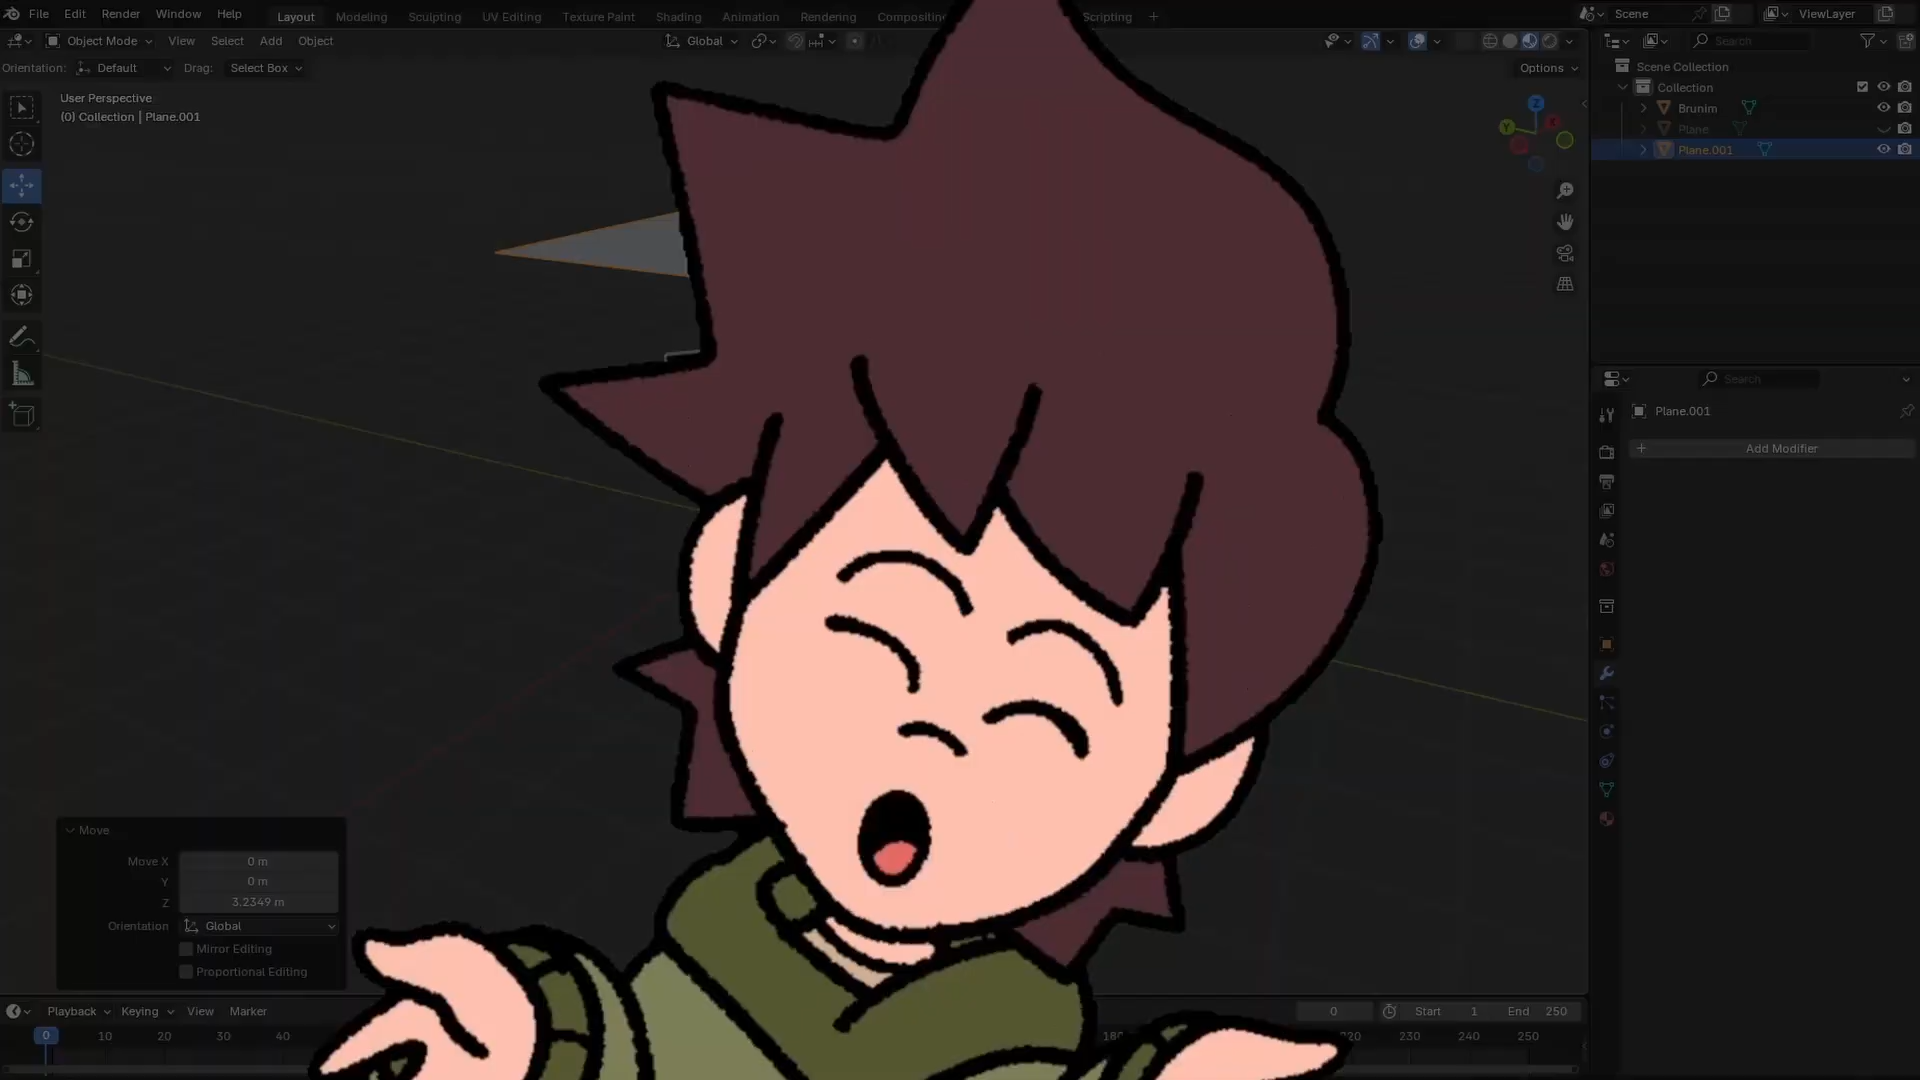 File Edit Render Window Help Layout Modeling Sculpting UV Editing Texture Paint Shading Animation Rendering Scripting + Scene ViewLayer
Object Mode View Select Add Object Global Search
Orientation: Default Drag: Select Box Options
Scene Collection
User Perspective
(0) Collection | Plane.001
Collection
Brunim
Plane
Plane.001
Z
Y
X
Search
Plane.001
+ Add Modifier
Move
Move X 0 m
Y 0 m
Z 3.2349 m
Orientation Global
Mirror Editing
Proportional Editing
Playback Keying View Marker 0 Start 1 End 250
0 10 20 30 40 230 240 250